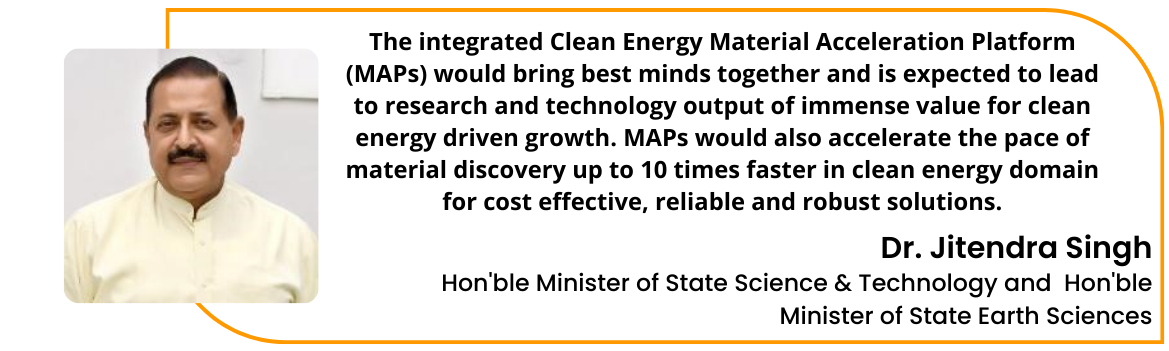 The integrated Clean Energy Material Acceleration Platform
(MAPs) would bring best minds together and is expected to lead
to research and technology output of immense value for clean
energy driven growth. MAPs would also accelerate the pace of
material discovery up to 10 times faster in clean energy domain
for cost effective, reliable and robust solutions.
Dr. Jitendra Singh
Hon'ble Minister of State Science & Technology and  Hon'ble
Minister of State Earth Sciences